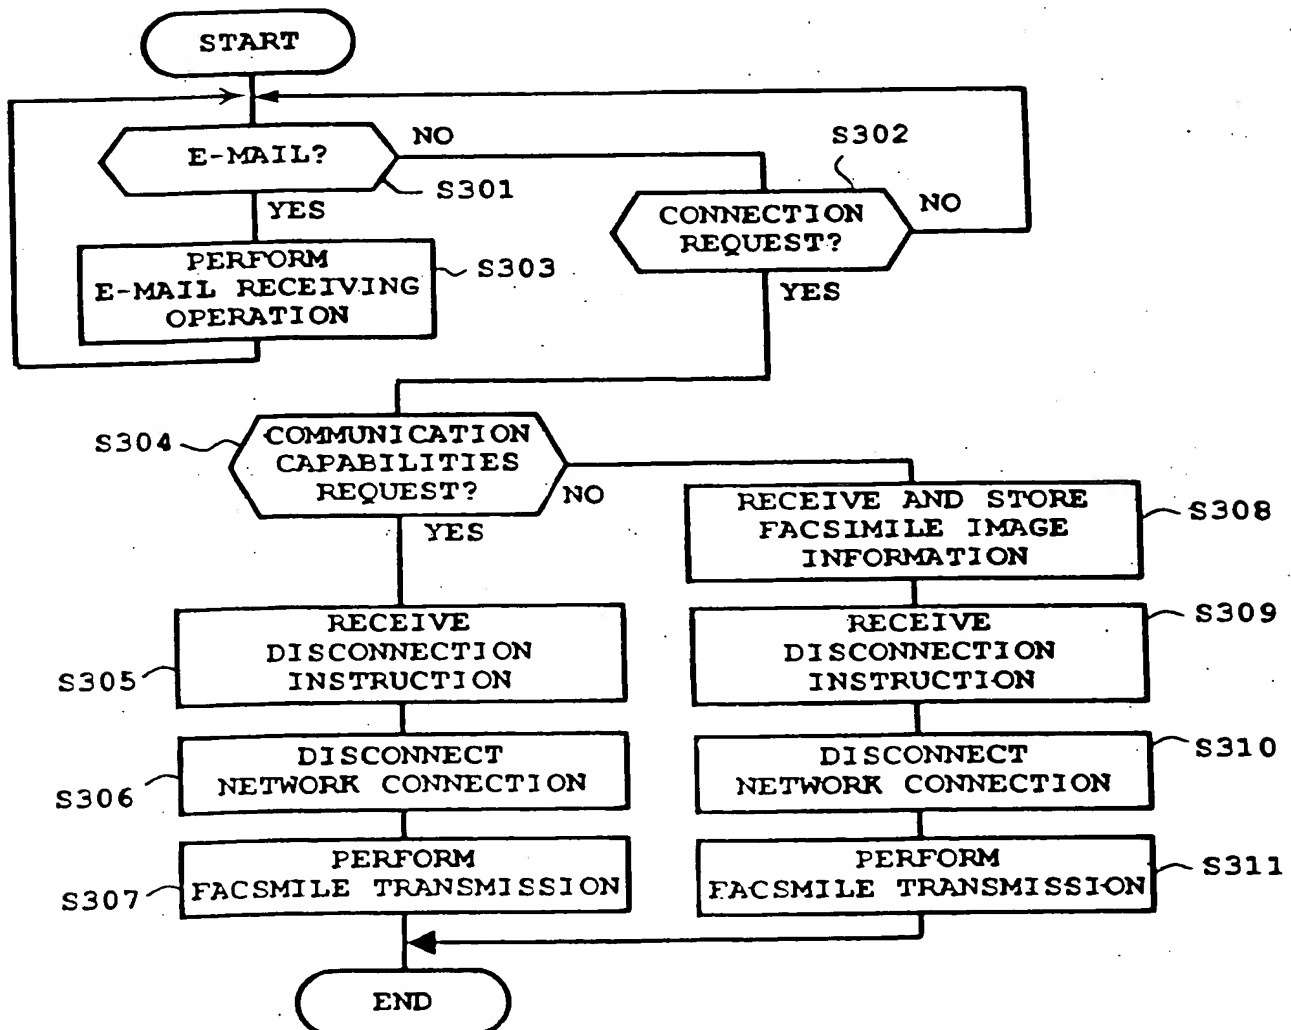 START
E-MAIL?
NO
S301
YES
S302
CONNECTION
REQUEST?
NO
YES
PERFORM
E-MAIL RECEIVING
OPERATION
S303
S304
COMMUNICATION
CAPABILITIES
REQUEST?
NO
YES
RECEIVE AND STORE
FACSIMILE IMAGE
INFORMATION
S308
RECEIVE
DISCONNECTION
INSTRUCTION
S305
RECEIVE
DISCONNECTION
INSTRUCTION
S309
DISCONNECT
NETWORK CONNECTION
S306
DISCONNECT
NETWORK CONNECTION
S310
PERFORM
FACSMILE TRANSMISSION
S307
PERFORM
FACSMILE TRANSMISSION
S311
END